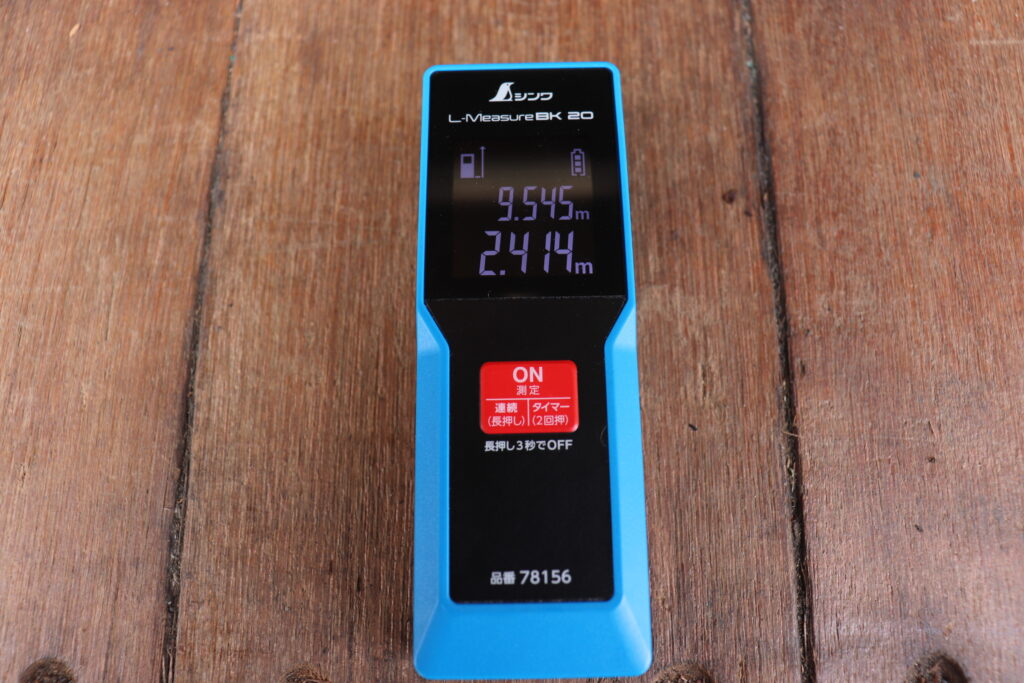 シンワ
L-Measure BK 20
9.545m
2.414m
ON
測定
連続 タイマー
(長押し) (2回押)
長押し3秒でOFF
品番 78156